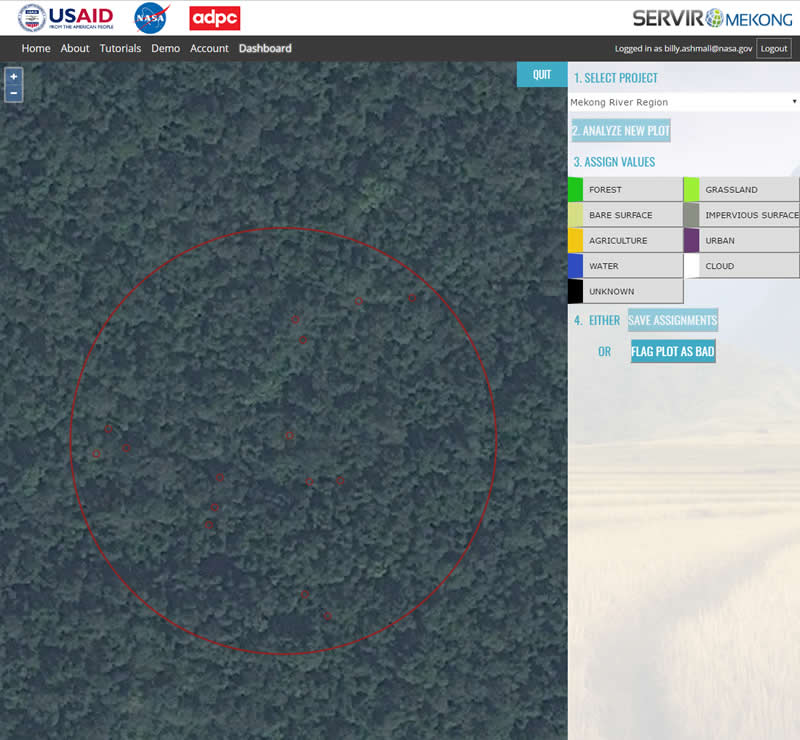 USAID
FROM THE AMERICAN PEOPLE
NASA
adpc
SERVIR MEKONG
Home About Tutorials Demo Account Dashboard
Logged in as billy.ashmall@nasa.gov Logout
+
−
QUIT
1. SELECT PROJECT
Mekong River Region
2. ANALYZE NEW PLOT
3. ASSIGN VALUES
FOREST GRASSLAND
BARE SURFACE IMPERVIOUS SURFACE
AGRICULTURE URBAN
WATER CLOUD
UNKNOWN
4. EITHER SAVE ASSIGNMENTS
OR FLAG PLOT AS BAD